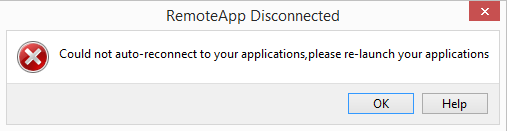 RemoteApp Disconnected
Could not auto-reconnect to your applications,please re-launch your applications
OK
Help